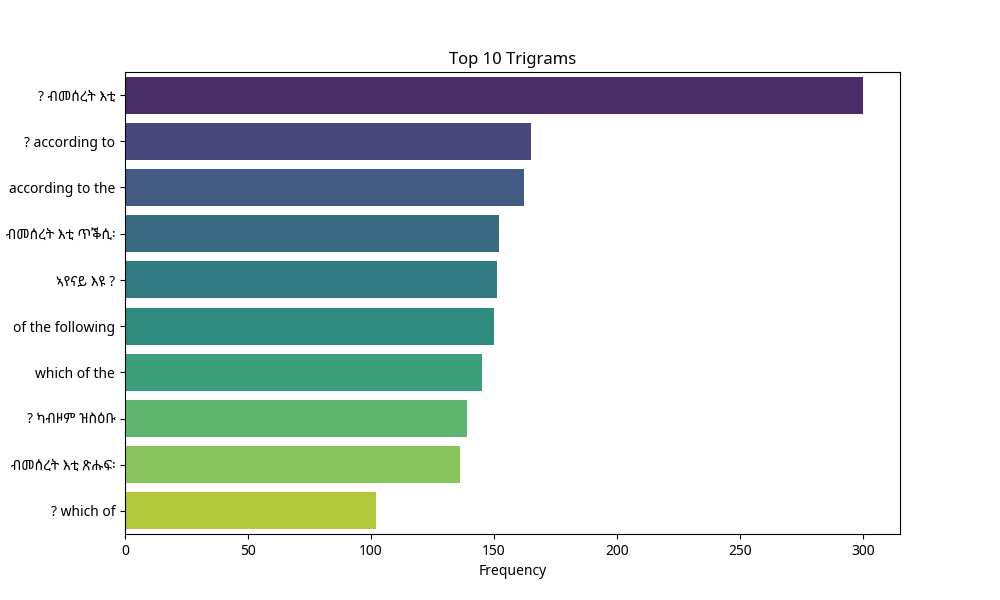 Top 10 Trigrams
? ብመሰረት እቲ
? according to
according to the
ብመሰረት እቲ ጥቕሲ፡
ኣየናይ እዩ ?
of the following
which of the
? ካብዞም ዝስዕቡ
ብመሰረት እቲ ጽሑፍ፡
? which of
0 50 100 150 200 250 300
Frequency